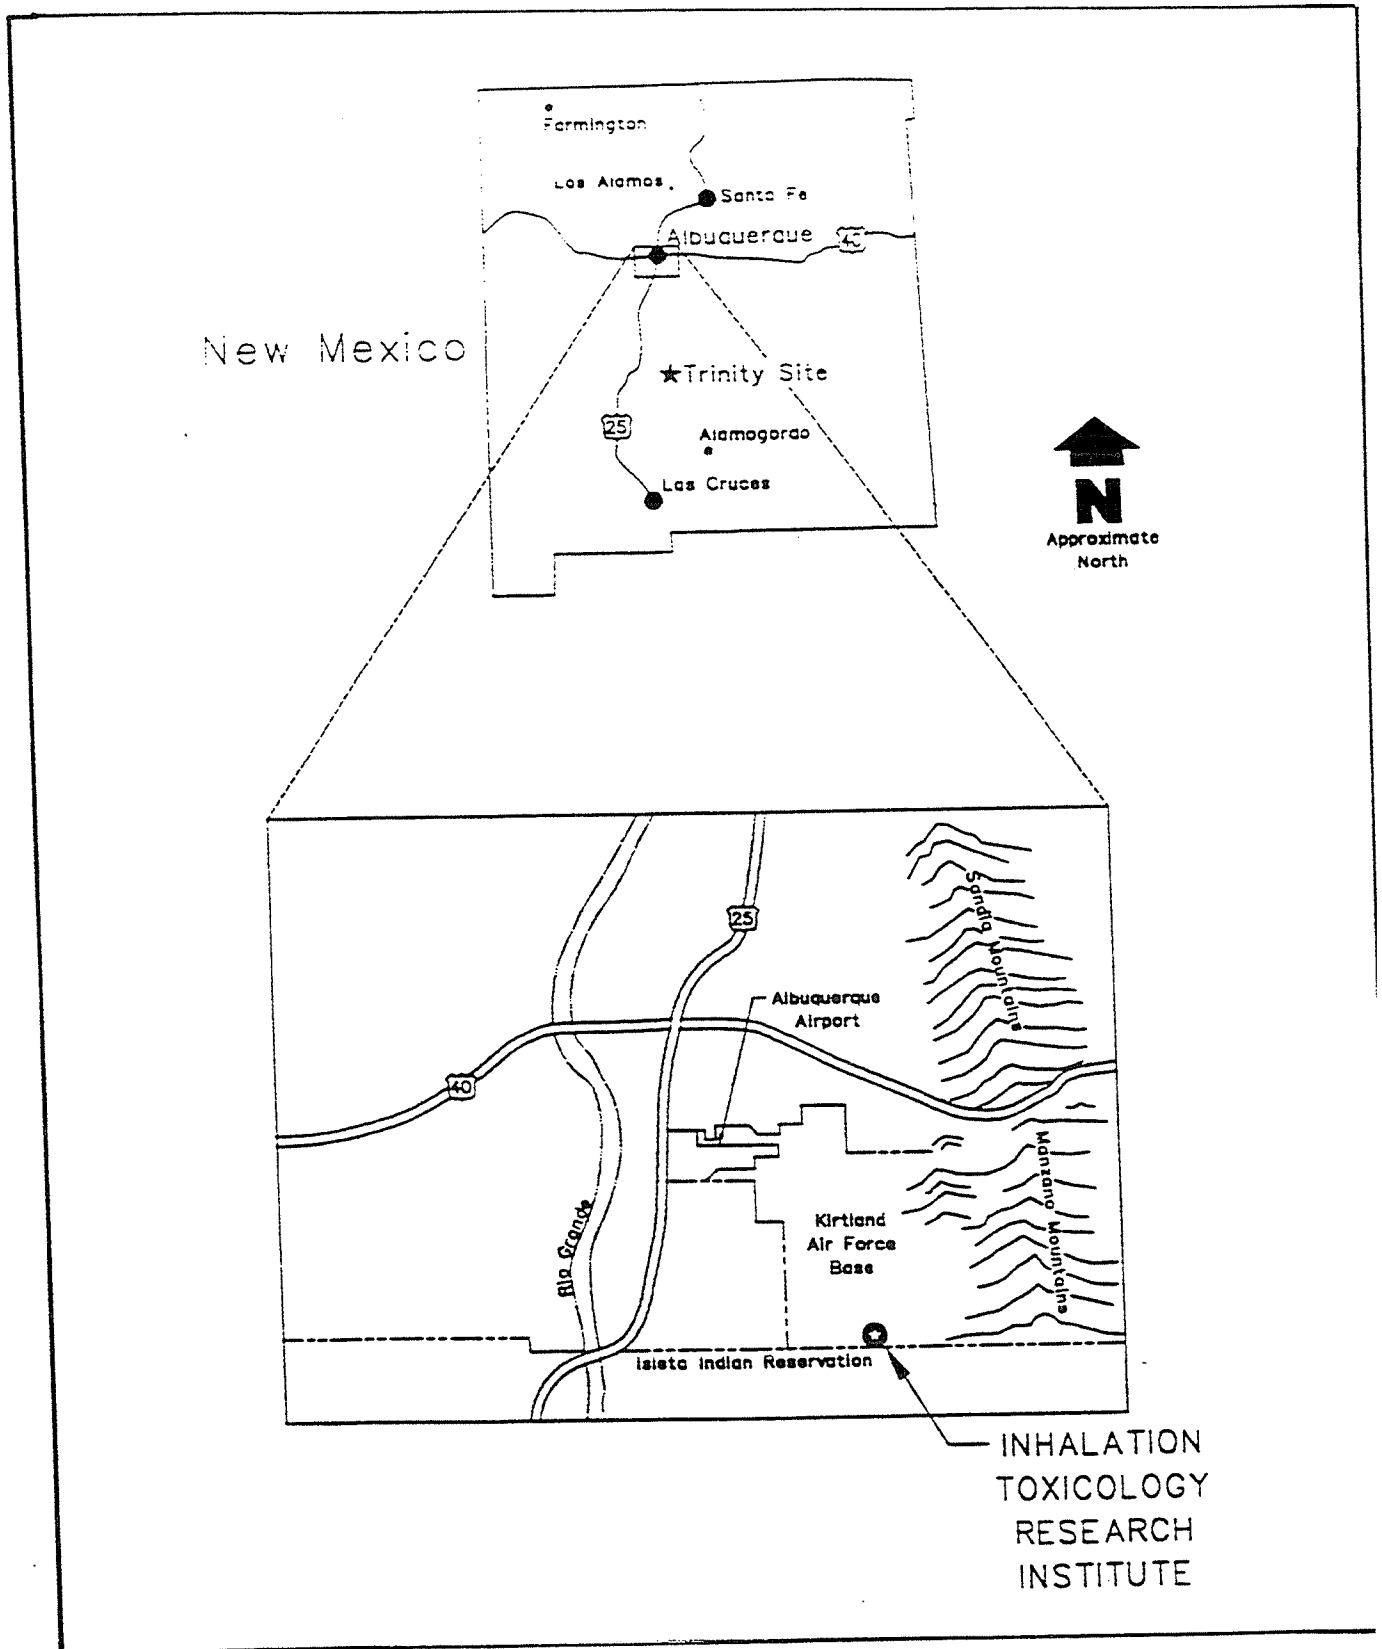 Farmington
Los Alamos
Santa Fe
Albuquerque
40
New Mexico
Trinity Site
25
Alamogordo
Las Cruces
N
Approximate
North
Sandia Mountains
25
Albuquerque
Airport
40
Manzano Mountains
Rio Grande
Kirtland
Air Force
Base
Isleta Indian Reservation
INHALATION
TOXICOLOGY
RESEARCH
INSTITUTE